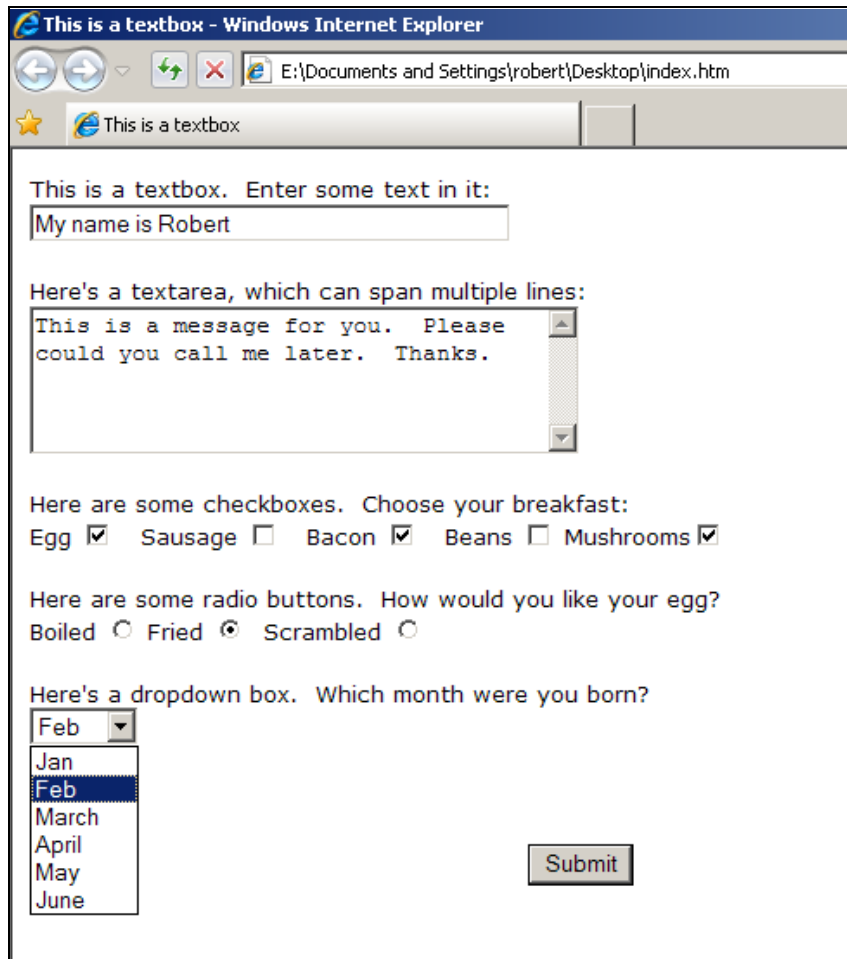 This is a textbox - Windows Internet Explorer
E:\Documents and Settings\robert\Desktop\index.htm
This is a textbox
This is a textbox.  Enter some text in it:
My name is Robert
Here's a textarea, which can span multiple lines:
This is a message for you.  Please
could you call me later.  Thanks.
Here are some checkboxes.  Choose your breakfast:
Egg Sausage Bacon Beans Mushrooms
Here are some radio buttons.  How would you like your egg?
Boiled Fried Scrambled
Here's a dropdown box.  Which month were you born?
Feb
Jan
Feb
March
April
May
June
Submit